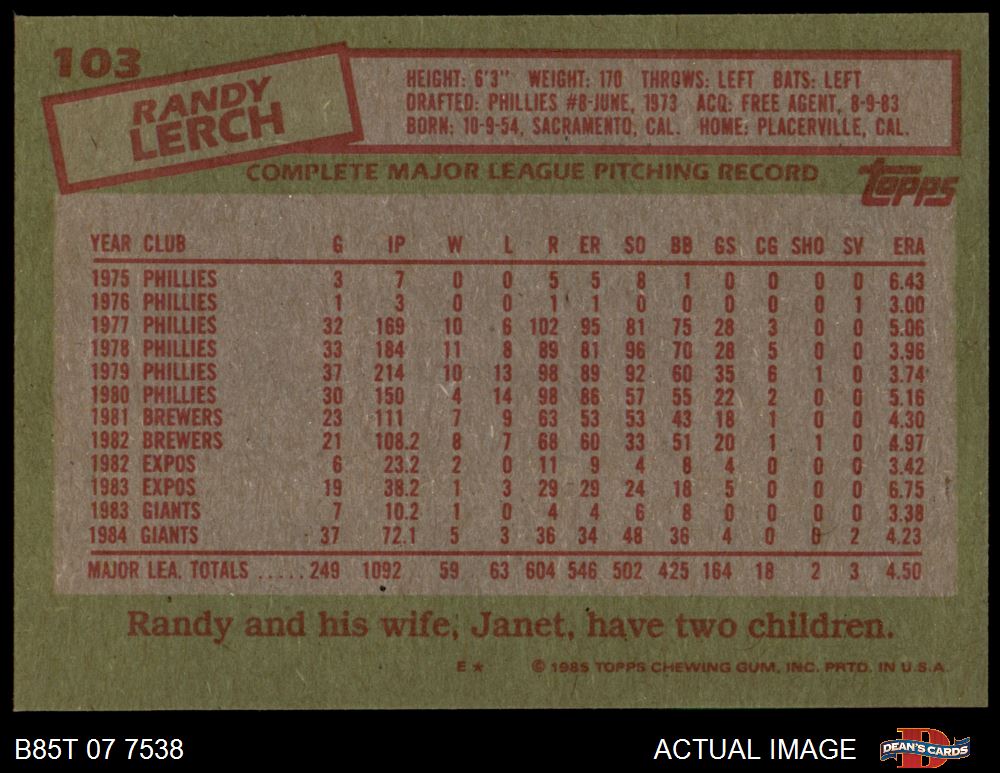 103
RANDY
LERCH
HEIGHT: 6'3" WEIGHT: 170 THROWS: LEFT BATS: LEFT
DRAFTED: PHILLIES #8-JUNE, 1973 ACQ: FREE AGENT, 8-9-83
BORN: 10-9-54, SACRAMENTO, CAL. HOME: PLACERVILLE, CAL.
COMPLETE MAJOR LEAGUE PITCHING RECORD
topps
YEAR CLUB G IP W L R ER SO BB GS CG SHO SV ERA
1975 PHILLIES 3 7 0 0 5 5 8 1 0 0 0 0 6.43
1976 PHILLIES 1 3 0 0 1 1 0 0 0 0 0 1 3.00
1977 PHILLIES 32 169 10 6 102 95 81 75 28 3 0 0 5.06
1978 PHILLIES 33 184 11 8 89 81 96 70 28 5 0 0 3.96
1979 PHILLIES 37 214 10 13 98 89 92 60 35 6 1 0 3.74
1980 PHILLIES 30 150 4 14 98 86 57 55 22 2 0 0 5.16
1981 BREWERS 23 111 7 9 63 53 53 43 18 1 0 0 4.30
1982 BREWERS 21 108.2 8 7 68 60 33 51 20 1 1 0 4.97
1982 EXPOS 6 23.2 2 0 11 9 4 8 4 0 0 0 3.42
1983 EXPOS 19 38.2 1 3 29 29 24 18 5 0 0 0 6.75
1983 GIANTS 7 10.2 1 0 4 4 6 8 0 0 0 0 3.38
1984 GIANTS 37 72.1 5 3 36 34 48 36 4 0 0 2 4.23
MAJOR LEA. TOTALS ..... 249 1092 59 63 604 546 502 425 164 18 2 3 4.50
Randy and his wife, Janet, have two children.
E ★ © 1985 TOPPS CHEWING GUM, INC. PRTD. IN U.S.A.
B85T 07 7538 ACTUAL IMAGE
DEAN'S CARDS